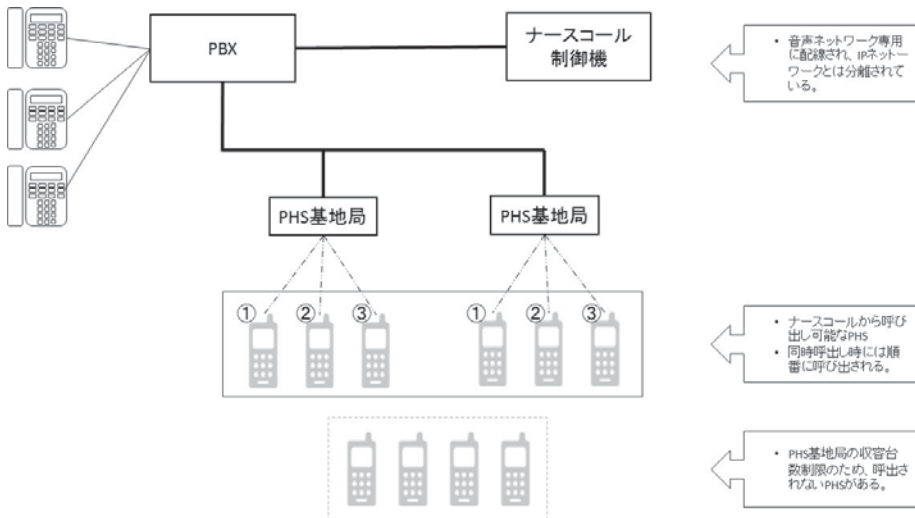 PBX
ナースコール
制御機
PHS基地局
PHS基地局
①
②
③
①
②
③
• 音声ネットワーク専用
に配線され、IPネットー
ワークとは分離されて
いる。
• ナースコールから呼び
出し可能なPHS
• 同時呼出し時には順
番に呼び出される。
• PHS基地局の収容台
数制限のため、呼出さ
れないPHSがある。